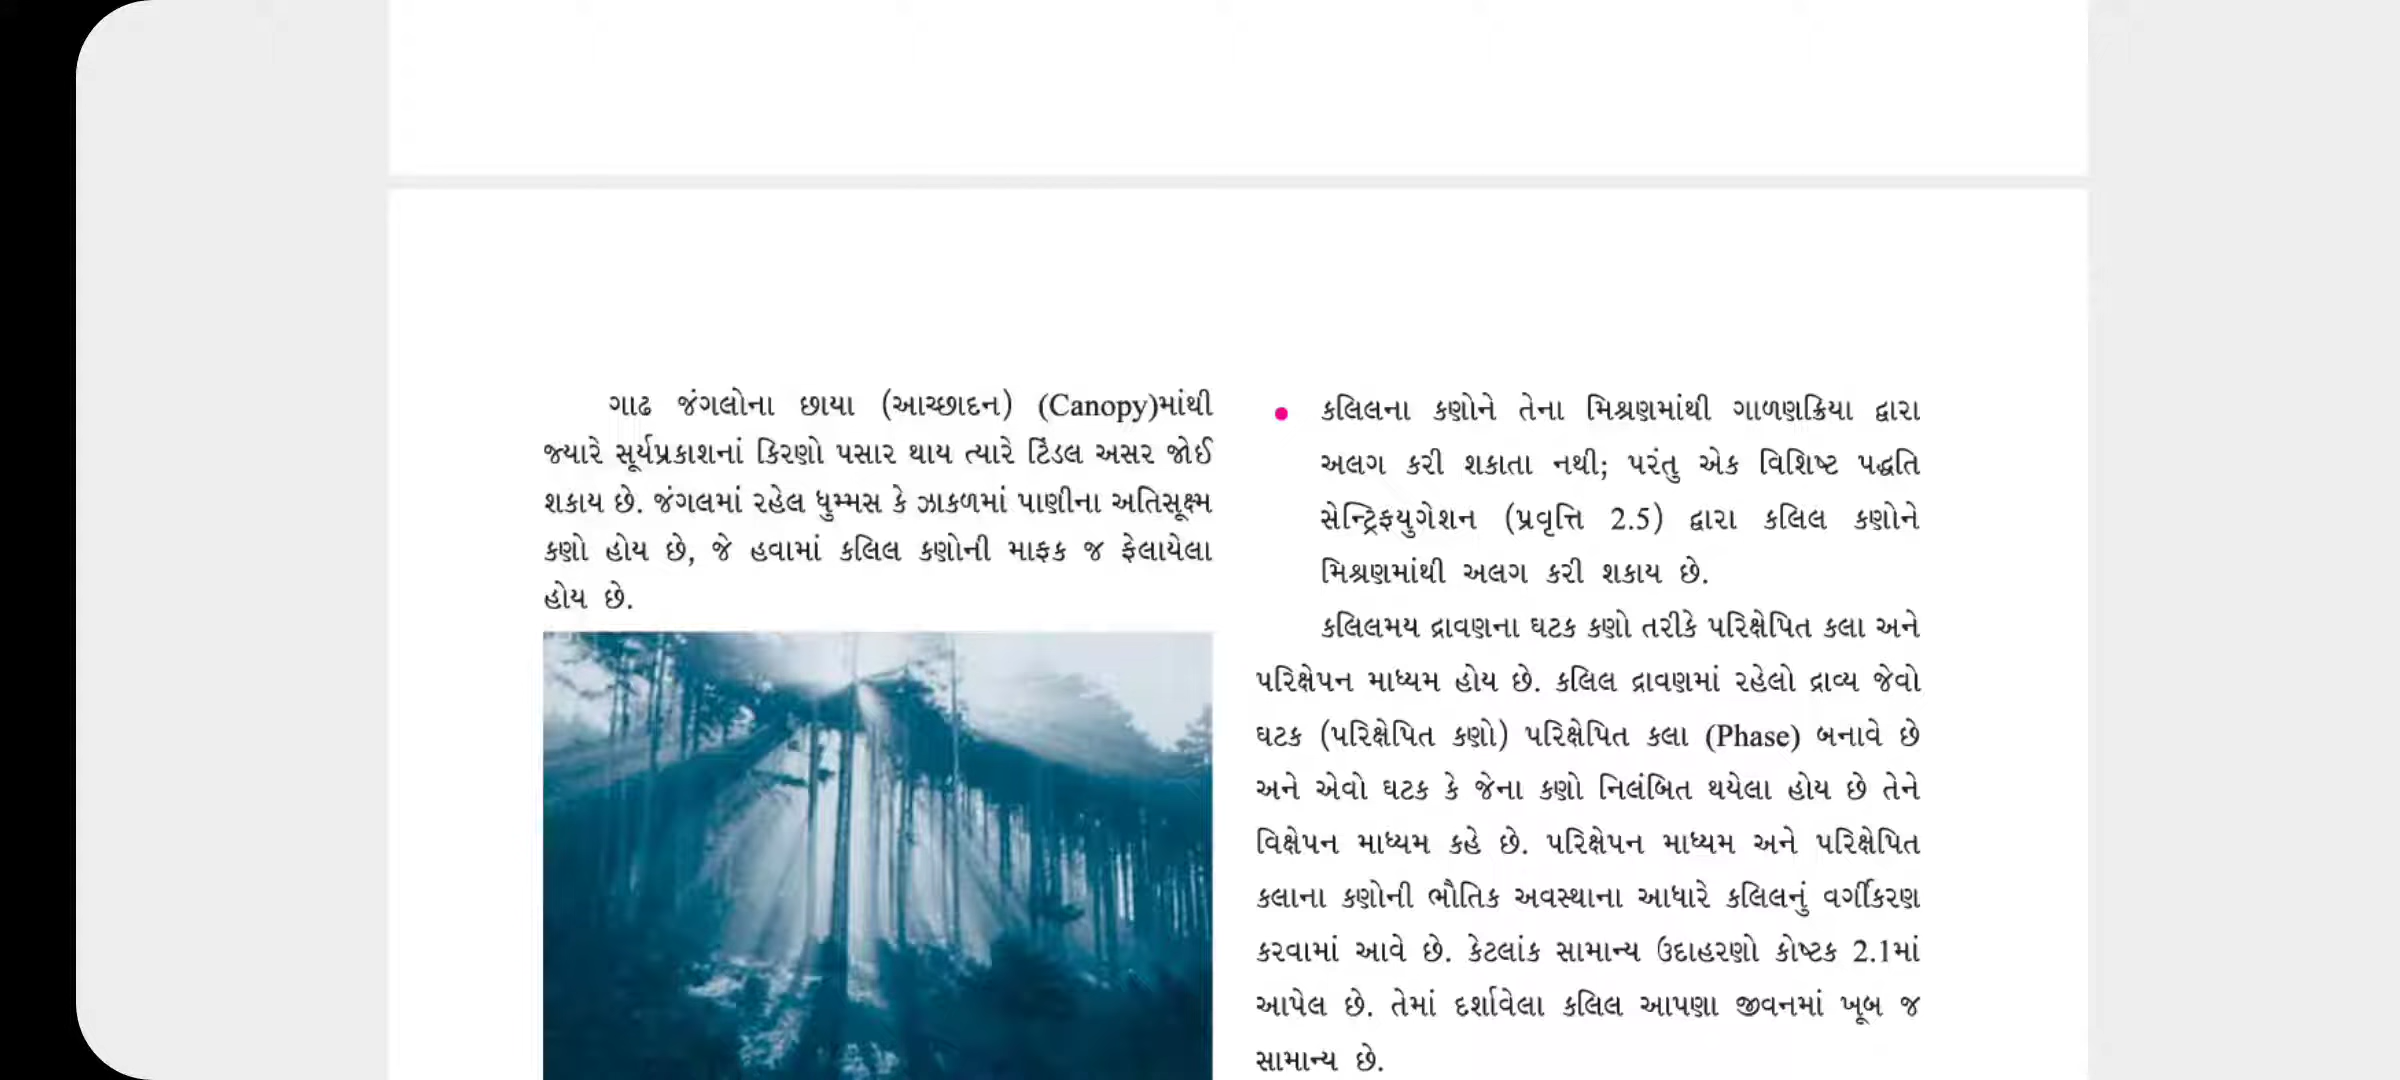 ગાઢ જંગલોના છાયા (આચ્છાદન) (Canopy)માંથી
જ્યારે સૂર્યપ્રકાશનાં કિરણો પસાર થાય ત્યારે ટિંડલ અસર જોઈ
શકાય છે. જંગલમાં રહેલ ધુમ્મસ કે ઝાકળમાં પાણીના અતિસૂક્ષ્મ
કણો હોય છે, જે હવામાં કલિલ કણોની માફક જ ફેલાયેલા
હોય છે.
• કલિલના કણોને તેના મિશ્રણમાંથી ગાળણક્રિયા દ્વારા
અલગ કરી શકાતા નથી; પરંતુ એક વિશિષ્ટ પદ્ધતિ
સેન્ટ્રિફયુગેશન (પ્રવૃત્તિ 2.5) દ્વારા કલિલ કણોને
મિશ્રણમાંથી અલગ કરી શકાય છે.
કલિલમય દ્રાવણના ઘટક કણો તરીકે પરિક્ષેપિત કલા અને
પરિક્ષેપન માધ્યમ હોય છે. કલિલ દ્રાવણમાં રહેલો દ્રાવ્ય જેવો
ઘટક (પરિક્ષેપિત કણો) પરિક્ષેપિત કલા (Phase) બનાવે છે
અને એવો ઘટક કે જેના કણો નિલંબિત થયેલા હોય છે તેને
વિક્ષેપન માધ્યમ કહે છે. પરિક્ષેપન માધ્યમ અને પરિક્ષેપિત
કલાના કણોની ભૌતિક અવસ્થાના આધારે કલિલનું વર્ગીકરણ
કરવામાં આવે છે. કેટલાંક સામાન્ય ઉદાહરણો કોષ્ટક 2.1માં
આપેલ છે. તેમાં દર્શાવેલા કલિલ આપણા જીવનમાં ખૂબ જ
સામાન્ય છે.